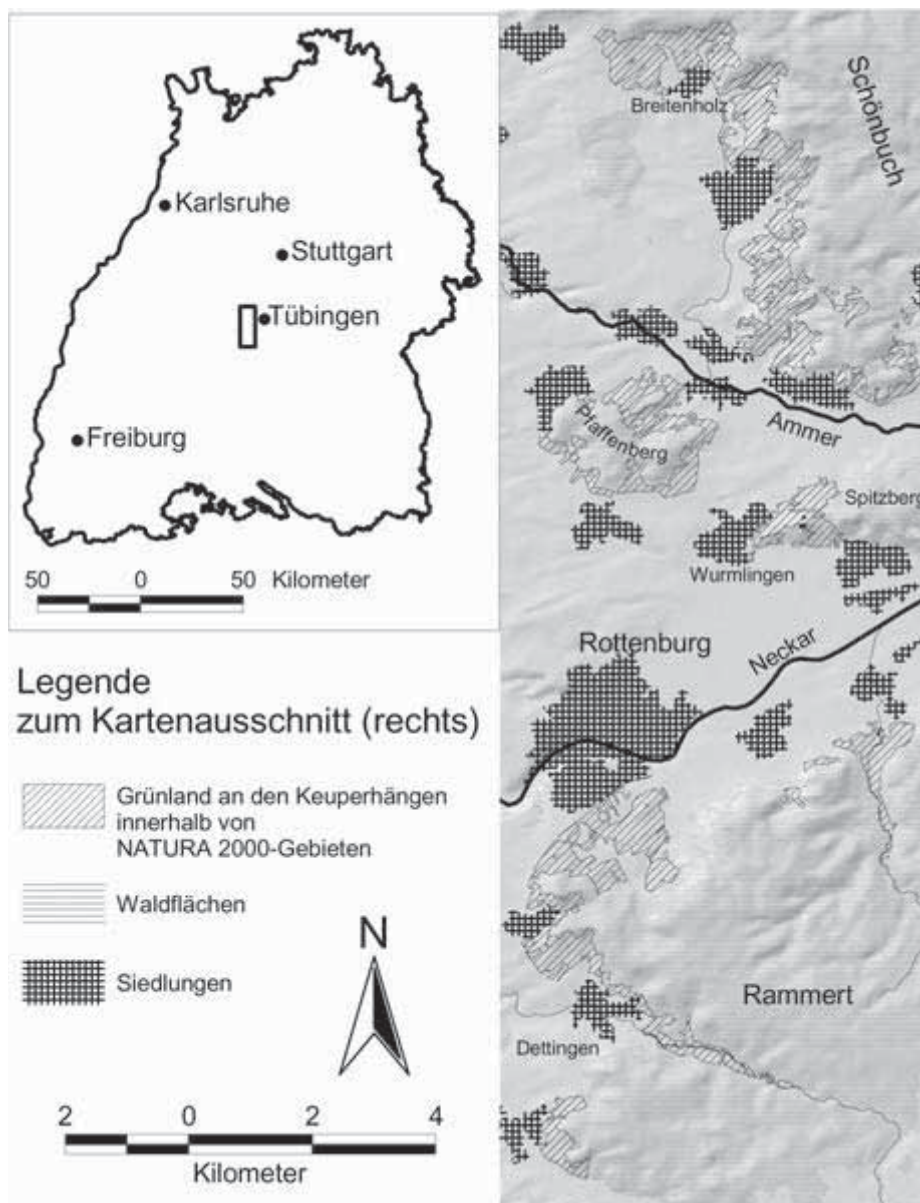 Karlsruhe
Stuttgart
Tübingen
Freiburg
50 0 50 Kilometer
Legende
zum Kartenausschnitt (rechts)
Grünland an den Keuperhängen
innerhalb von
NATURA 2000-Gebieten
Waldflächen
Siedlungen
N
2 0 2 4
Kilometer
Schönbuch
Breitenholz
Ammer
Pfaffenberg
Spitzberg
Wurmlingen
Rottenburg
Neckar
Rammert
Dettingen